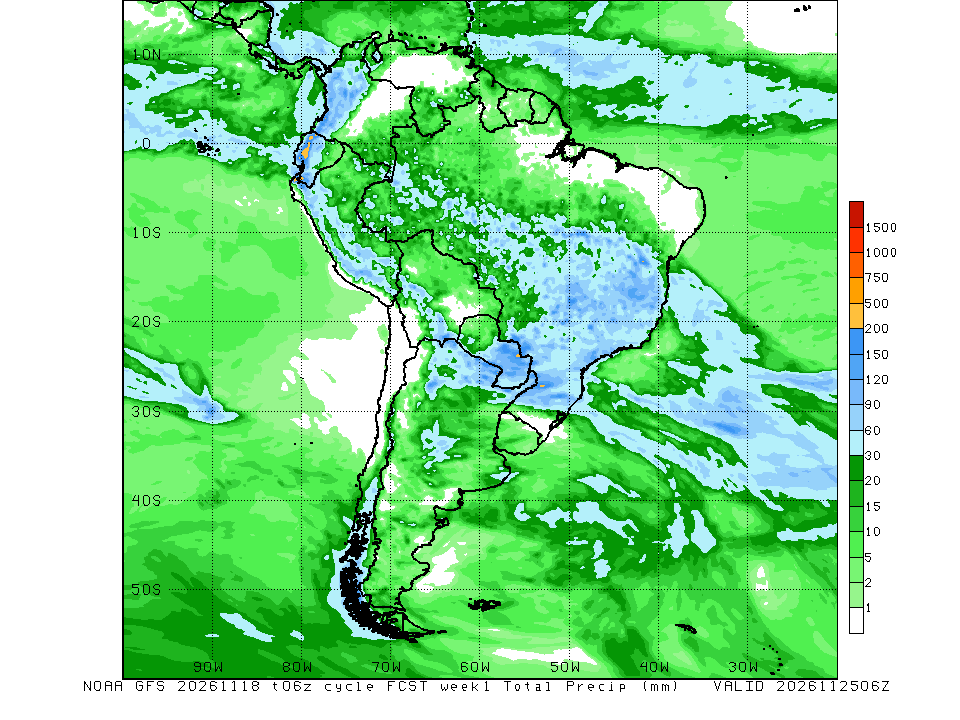 10N
0
10S
20S
30S
40S
50S
90W 80W 70W 60W 50W 40W 30W
1500
1000
750
500
200
150
120
90
60
30
20
15
10
5
2
1
NOAA GFS 20261118 t06z cycle FCST week1 Total Precip (mm) VALID 2026112506Z